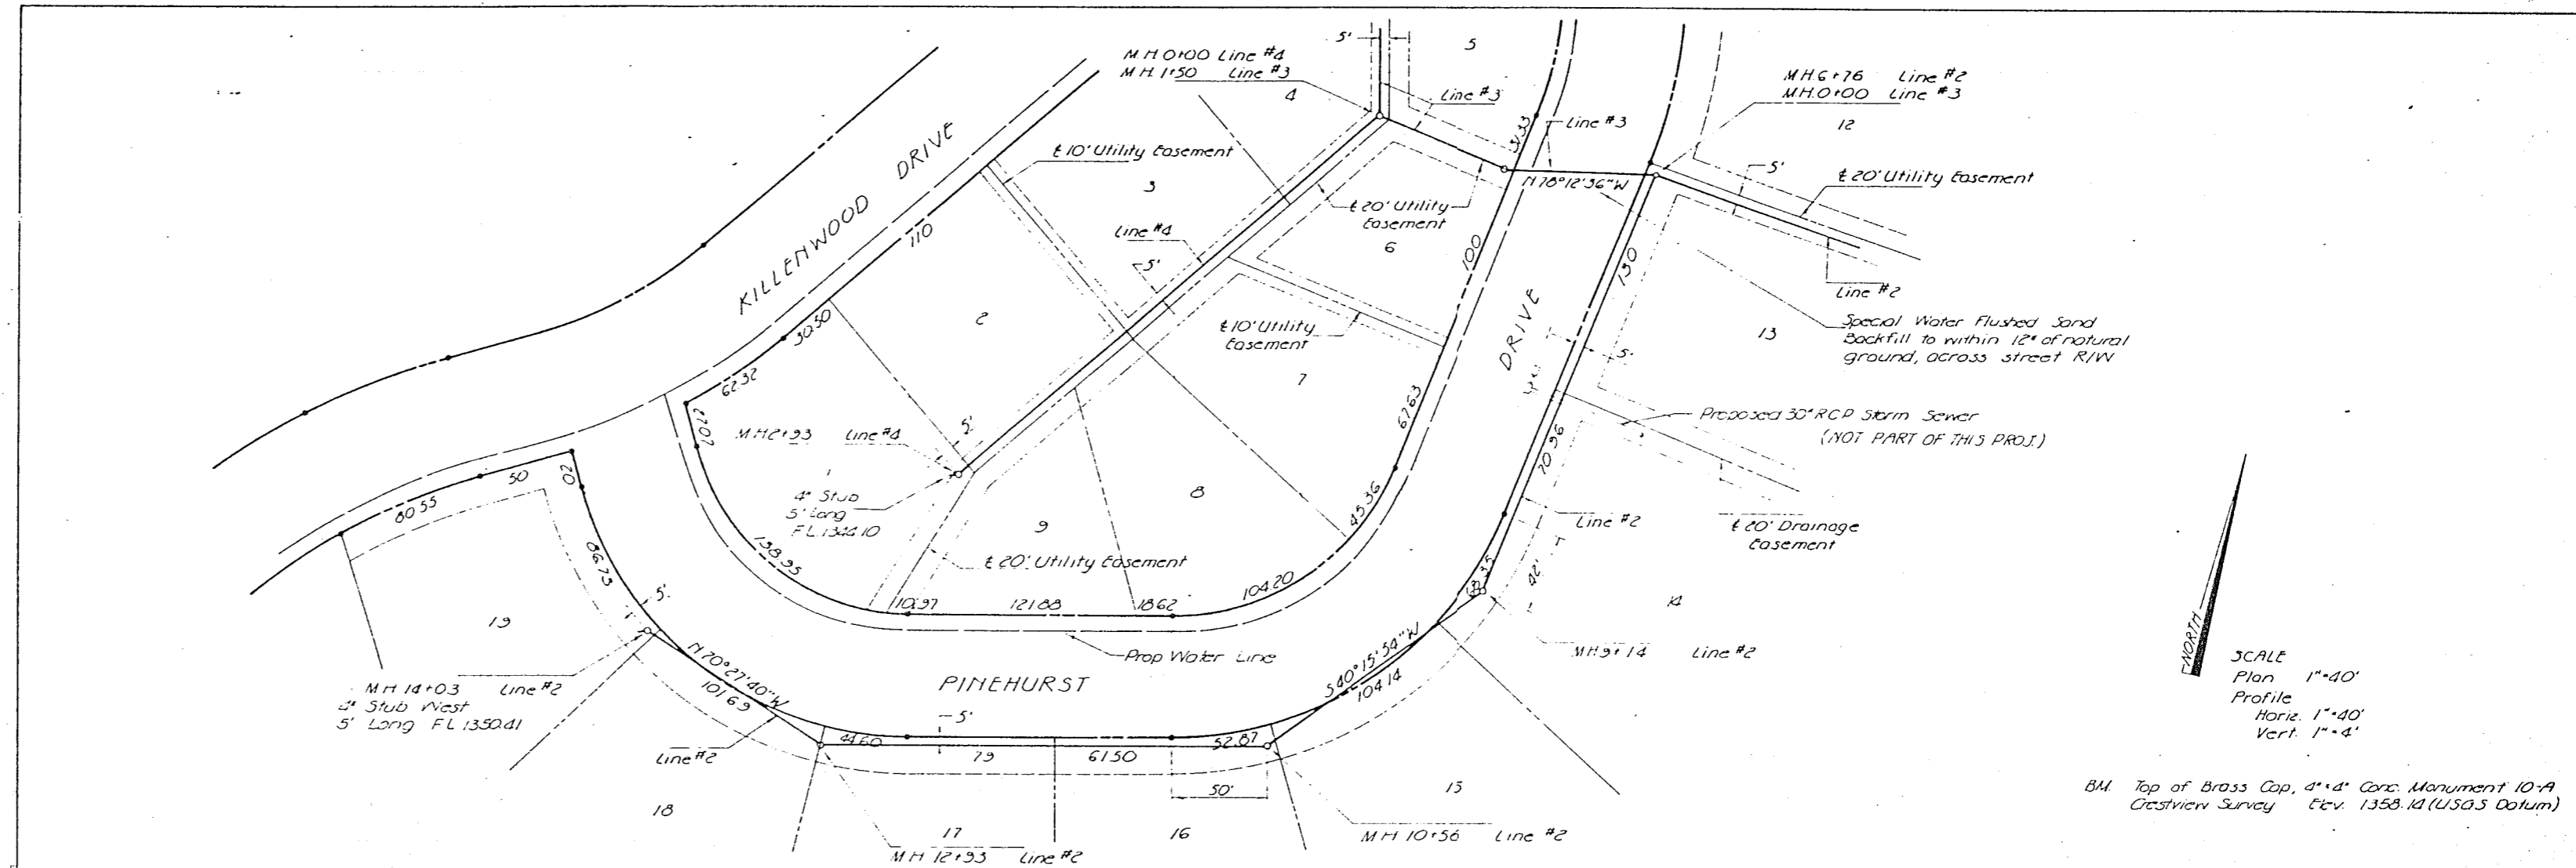 M.H. 0+00 Line #4
M.H. 1+50 Line #3
4
5'
5
Line #3
Line #3
M.H. 6+76 Line #2
M.H. 0+00 Line #3
12
5'
℄ 20' Utility Easement
Line #2
Special Water Flushed Sand
Backfill to within 12" of natural
ground, across street R/W
13
N 78° 12' 36" W
51.33
℄ 10' Utility Easement
3
Line #4
5'
℄ 20' Utility
Easement
6
100
130
KILLENWOOD DRIVE
110
30.50
62.32
27.07
2
℄ 10' Utility
Easement
7
DRIVE
5'
67.63
70.96
Proposed 30" RCP Storm Sewer
(NOT PART OF THIS PROJ.)
℄ 20' Drainage
Easement
Line #2
M.H. 2+93 Line #4
5'
1
4" Stub
5' Long
F.L. 1344.10
9
8
℄ 20' Utility Easement
45.36
104.20
138.95
10.97
121.88
18.62
80.55
50
20
86.73
5'
19
M.H. 14+03 Line #2
4" Stub West
5' Long F.L. 1350.41
N 70° 27' 40" W
101.69
Line #2
Prop Water Line
PINEHURST
5'
44.60
79
61.50
52.87
50'
S 40° 15' 54" W
104.14
42'
14
M.H. 9+14 Line #2
15
16
17
18
M.H. 12+93 Line #2
M.H. 10+56 Line #2
NORTH
SCALE
Plan 1"=40'
Profile
Horiz. 1"=40'
Vert. 1"=4'
B.M. Top of Brass Cap, 4"x4" Conc. Monument 10-A
Crestview Survey Elev. 1358.14 (USGS Datum)